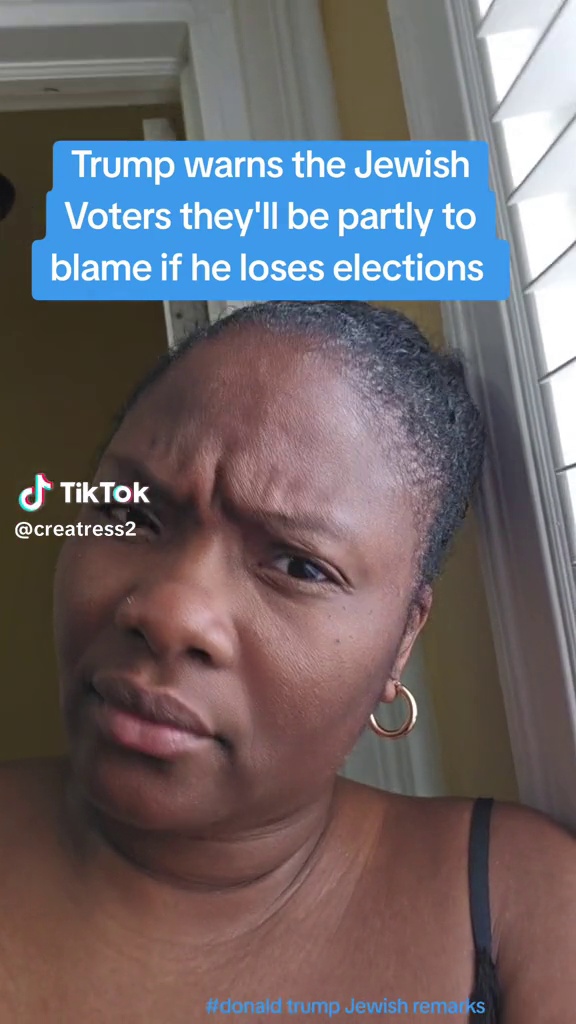 Trump warns the Jewish
Voters they'll be partly to
blame if he loses elections
TikTok
@creatress2
#donald trump Jewish remarks